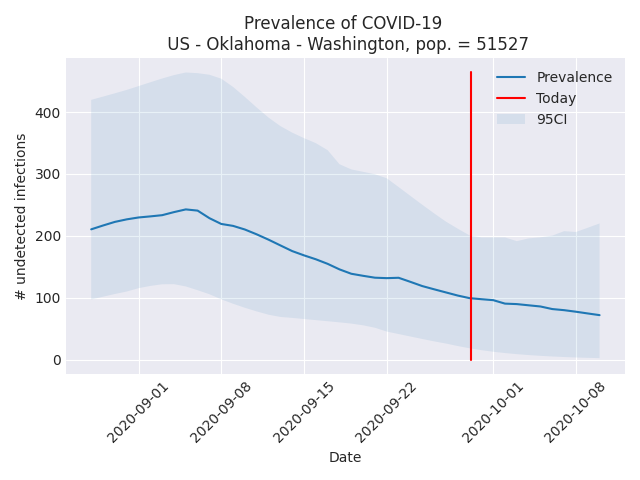 Prevalence of COVID-19
US - Oklahoma - Washington, pop. = 51527
Prevalence
Today
95CI
# undetected infections
400
300
200
100
0
2020-09-01
2020-09-08
2020-09-15
2020-09-22
2020-10-01
2020-10-08
Date